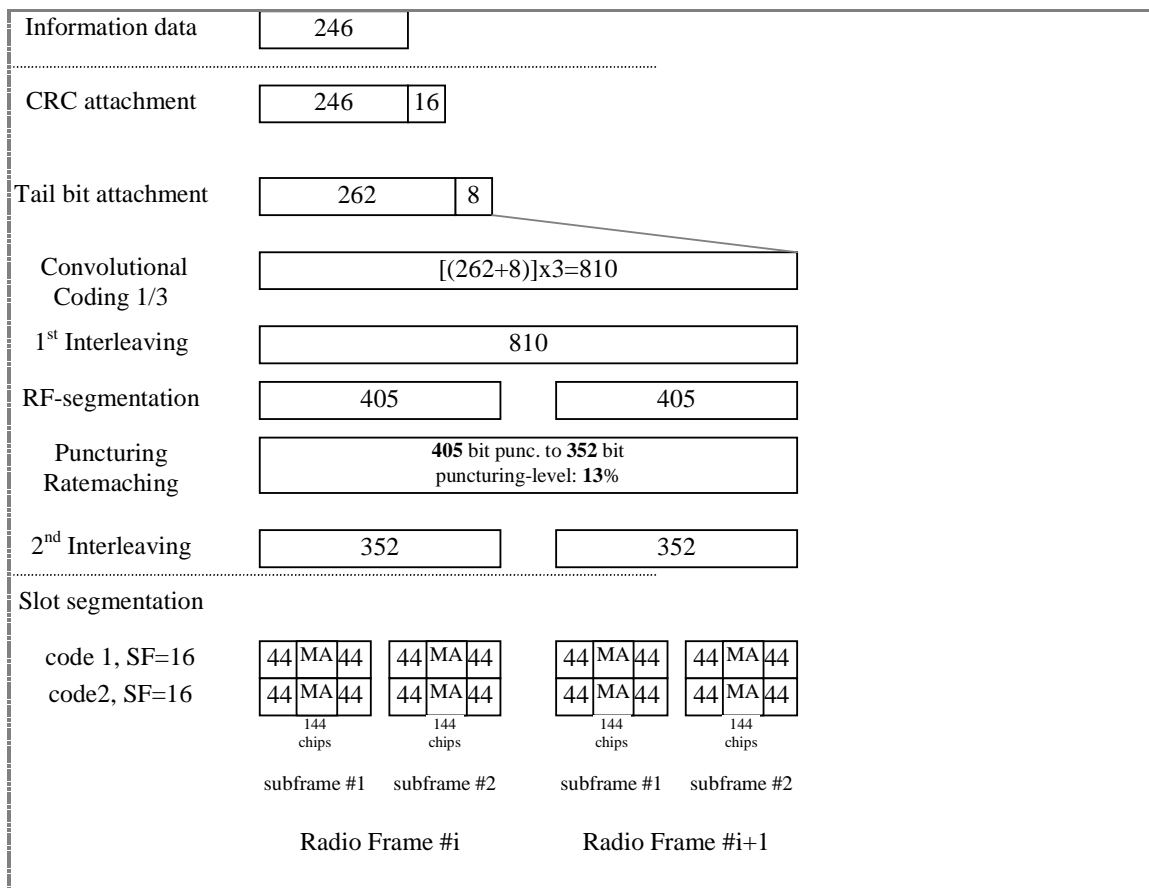 Information data 246
CRC attachment 246 16
Tail bit attachment 262 8
Convolutional
Coding 1/3
[(262+8)]x3=810
1st Interleaving 810
RF-segmentation 405 405
Puncturing
Ratemaching
405 bit punc. to 352 bit
puncturing-level: 13%
2nd Interleaving 352 352
Slot segmentation
code 1, SF=16 44 MA 44 44 MA 44 44 MA 44 44 MA 44
code2, SF=16 44 MA 44 44 MA 44 44 MA 44 44 MA 44
144 144 144 144
chips chips chips chips
subframe #1 subframe #2 subframe #1 subframe #2
Radio Frame #i Radio Frame #i+1